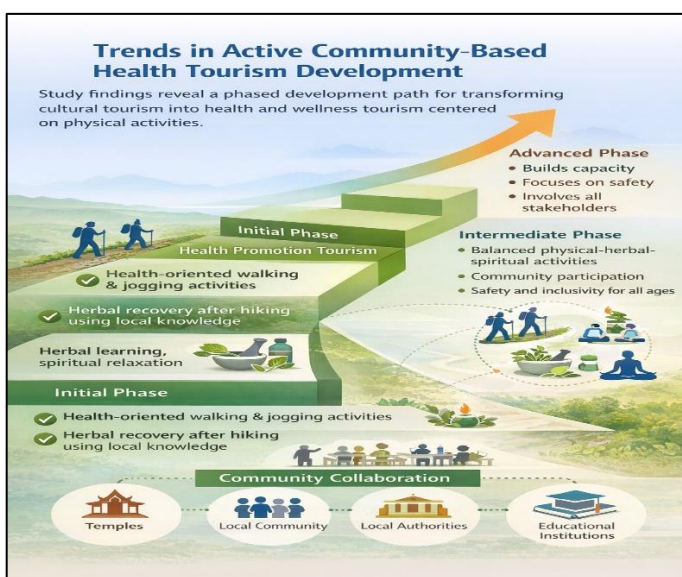 Trends in Active Community-Based
Health Tourism Development
Study findings reveal a phased development path for transforming
cultural tourism into health and wellness tourism centered
on physical activities.
Advanced Phase
• Builds capacity
• Focuses on safety
• Involves all
stakeholders
Initial Phase
Health Promotion Tourism
Health-oriented walking
& jogging activities
Herbal recovery after hiking
using local knowledge
Herbal learning,
spiritual relaxation
Intermediate Phase
• Balanced physical-herbal-
spiritual activities
• Community participation
• Safety and inclusivity for all ages
Initial Phase
Health-oriented walking & jogging activities
Herbal recovery after hiking
using local knowledge
Community Collaboration
Temples
Local Community
Local Authorities
Educational
Institutions